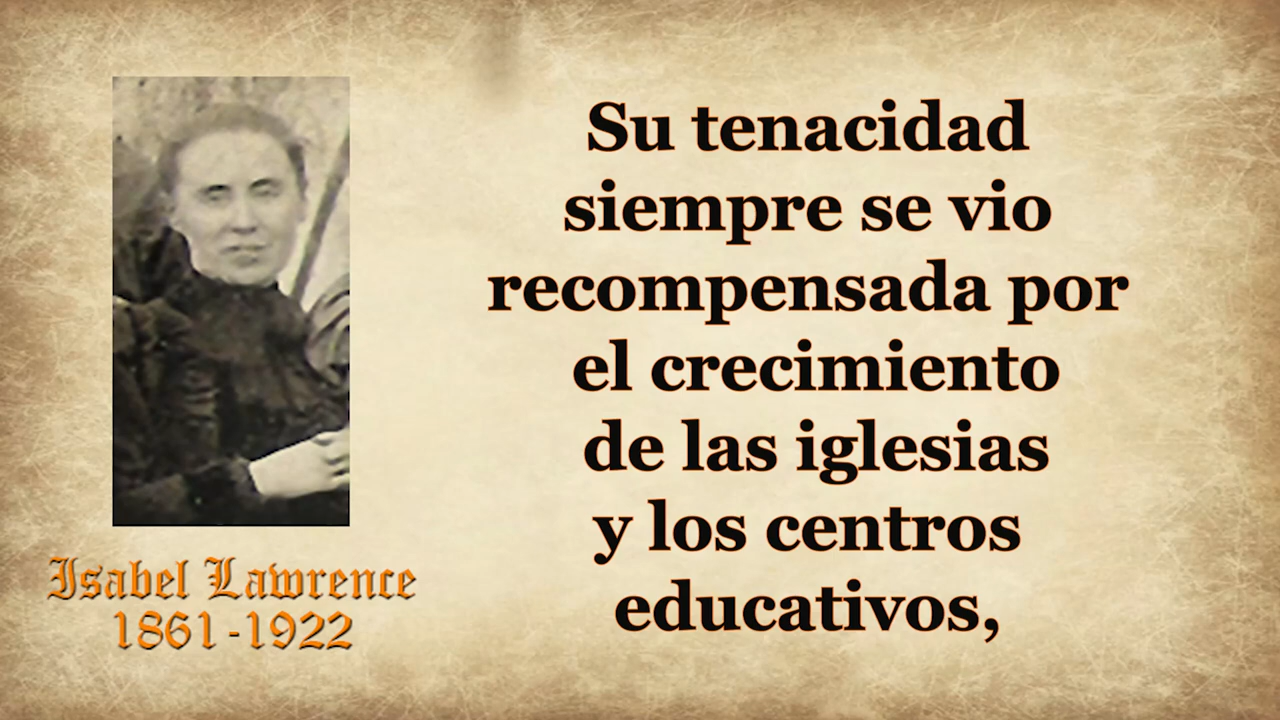 Isabel Lawrence
1861-1922
Su tenacidad
siempre se vio
recompensada por
el crecimiento
de las iglesias
y los centros
educativos,